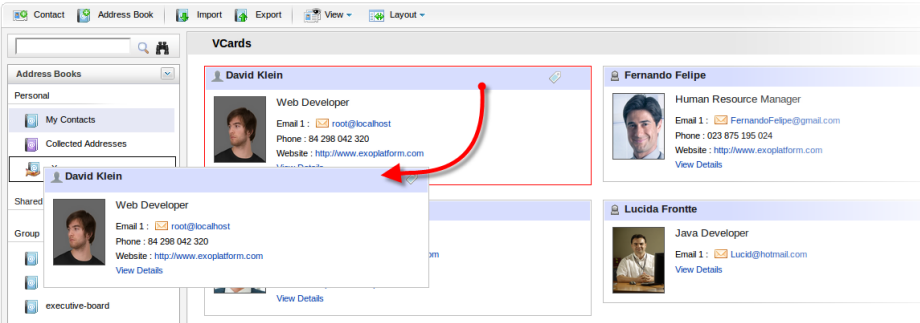 Contact Address Book Import Export View Layout
VCards
Address Books
Personal
My Contacts
Collected Addresses
Shared
Group
executive-board
David Klein
Web Developer
Email 1 : root@localhost
Phone : 84 298 042 320
Website : http://www.exoplatform.com
View Details
Fernando Felipe
Human Resource Manager
Email 1 : FernandoFelipe@gmail.com
Phone : 023 875 195 024
Website : http://www.exoplatform.com
View Details
David Klein
Web Developer
Email 1 : root@localhost
Phone : 84 298 042 320
Website : http://www.exoplatform.com
View Details
om
View Details
Lucida Frontte
Java Developer
Email 1 : Lucid@hotmail.com
View Details